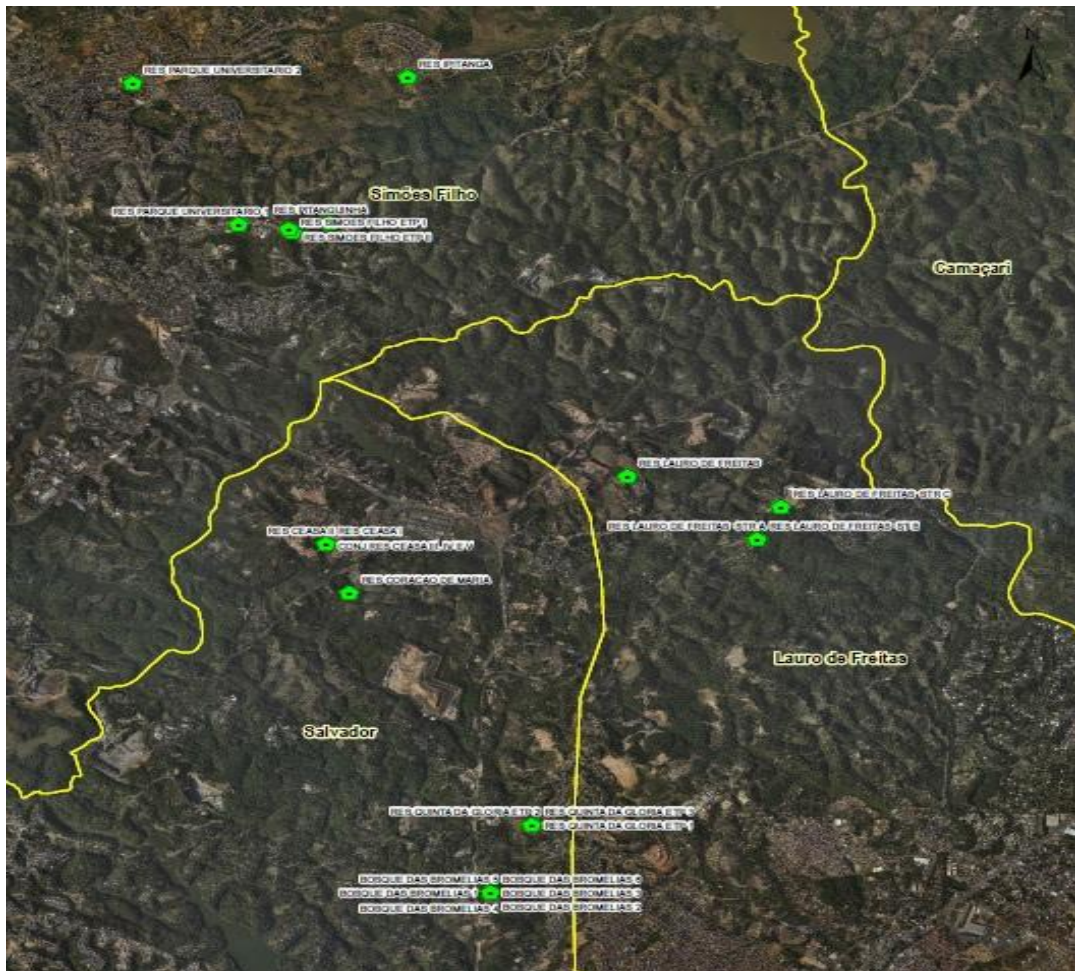 N
RES IPITANGA
RES PARQUE UNIVERSITARIO 2
Simões Filho
RES PARQUE UNIVERSITARIO 1
RES PITANGUINHA
RES SIMOES FILHO ETP I
RES SIMOES FILHO ETP II
Camaçari
RES LAURO DE FREITAS
RES LAURO DE FREITAS STR C
RES LAURO DE FREITAS STR A
RES LAURO DE FREITAS ST B
RES CEASA II
RES CEASA I
CONJ RES CEASA III, IV E V
RES CORAÇAO DE MARIA
Lauro de Freitas
Salvador
RES QUINTA DA GLORIA ETP 2
RES QUINTA DA GLORIA ETP 3
RES QUINTA DA GLORIA ETP 1
BOSQUE DAS BROMELIAS 5
BOSQUE DAS BROMELIAS 6
BOSQUE DAS BROMELIAS 1
BOSQUE DAS BROMELIAS 3
BOSQUE DAS BROMELIAS 4
BOSQUE DAS BROMELIAS 2